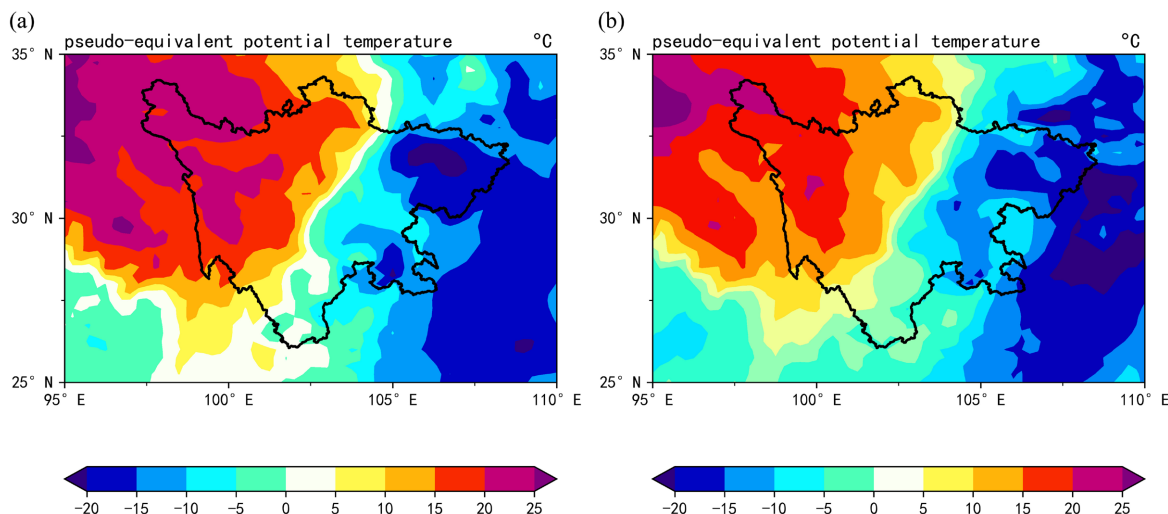 (a)
pseudo-equivalent potential temperature °C
35° N
30° N
25° N
95° E 100° E 105° E 110° E
−20 −15 −10 −5 0 5 10 15 20 25
(b)
pseudo-equivalent potential temperature °C
35° N
30° N
25° N
95° E 100° E 105° E 110° E
−20 −15 −10 −5 0 5 10 15 20 25